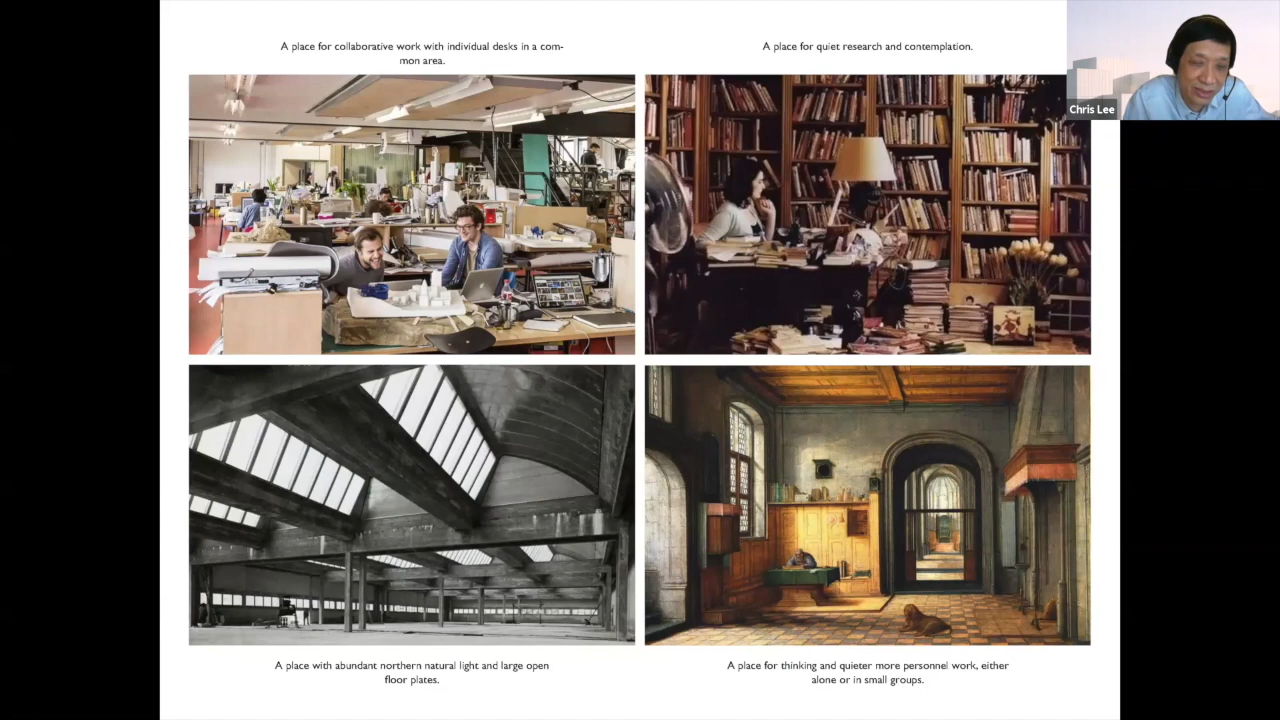 A place for collaborative work with individual desks in a com-
mon area.
A place for quiet research and contemplation.
Chris Lee
A place with abundant northern natural light and large open
floor plates.
A place for thinking and quieter more personnel work, either
alone or in small groups.